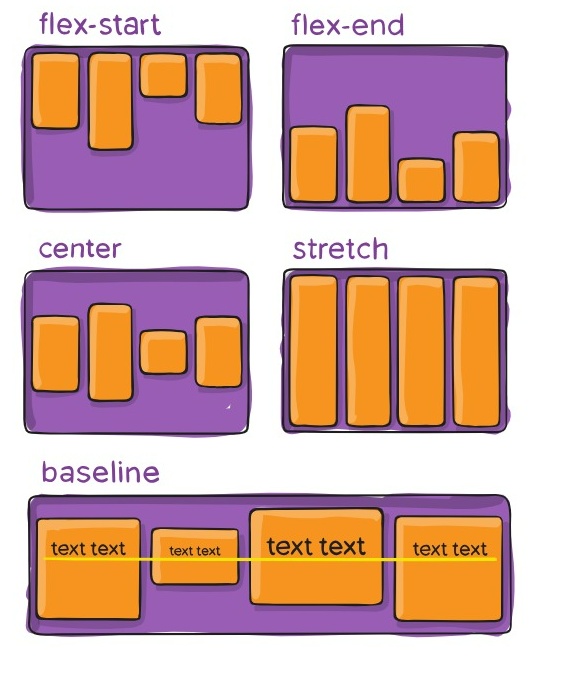 flex-start
flex-end
center
stretch
baseline
text text
text text
text text
text text